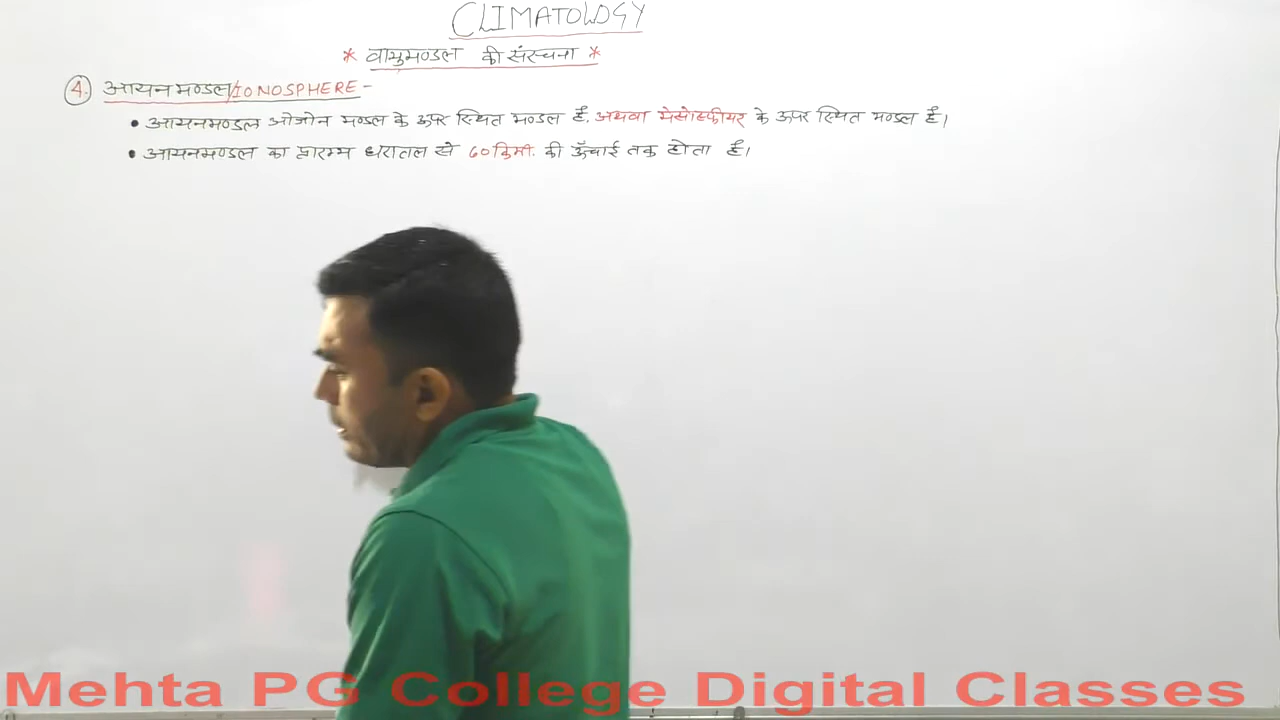 CLIMATOLOGY
* वायुमण्डल की संरचना *
4. आयनमण्डल/IONOSPHERE -
• आयनमण्डल ओजोन मण्डल के ऊपर स्थित मण्डल है, अथवा मेसोस्फीयर के ऊपर स्थित मण्डल है।
• आयनमण्डल का प्रारम्भ धरातल से 60 किमी. की ऊँचाई तक होता है।
Mehta PG College Digital Classes